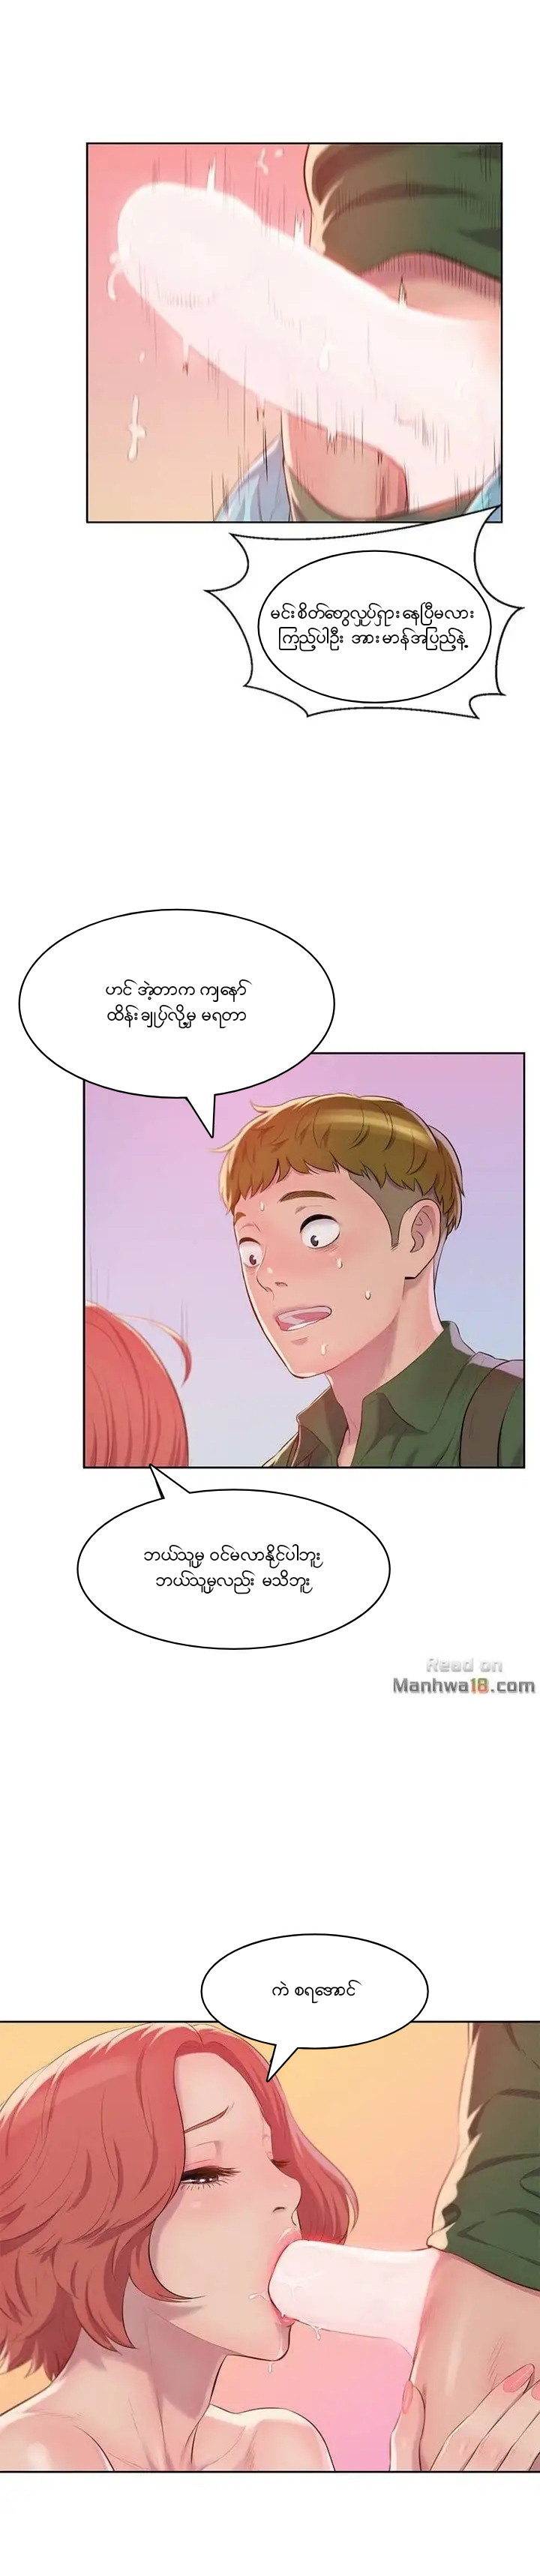 မင်းစိတ်တွေလှုပ်ရှားနေပြီမလား
ကြည့်ပါဦး အားမာန်အပြည့်နဲ့
ဟင် အဲ့တာက ကျနော်
ထိန်းချုပ်လို့မှ မရတာ
ဘယ်သူမှ ဝင်မလာနိုင်ပါဘူး
ဘယ်သူမှလည်း မသိဘူး
Read on
Manhwa18.com
ကဲ စရအောင်